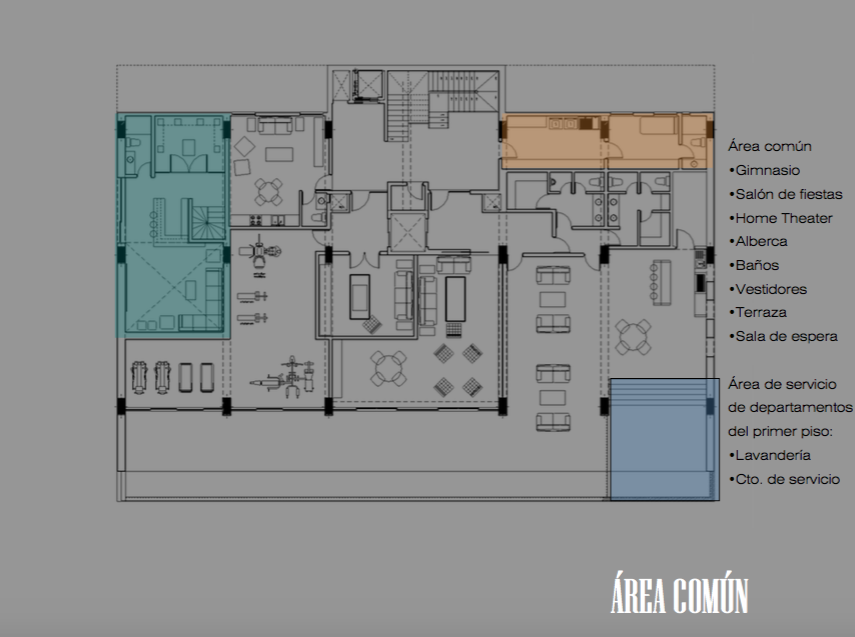 Área común
•Gimnasio
•Salón de fiestas
•Home Theater
•Alberca
•Baños
•Vestidores
•Terraza
•Sala de espera
Área de servicio
de departamentos
del primer piso:
•Lavandería
•Cto. de servicio
ÁREA COMÚN